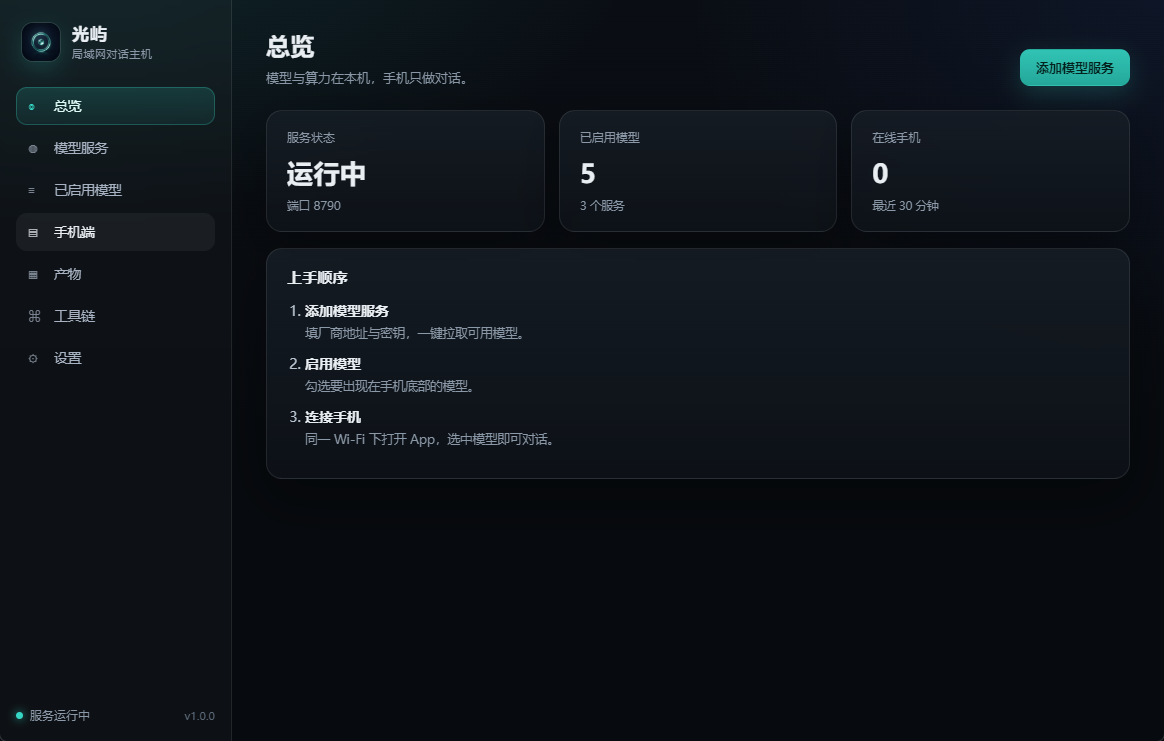 光屿
局域网对话主机
总览
模型服务
已启用模型
手机端
产物
工具链
设置
服务运行中
v1.0.0
总览
模型与算力在本机，手机只做对话。
添加模型服务
服务状态
运行中
端口 8790
已启用模型
5
3 个服务
在线手机
0
最近 30 分钟
上手顺序
1. 添加模型服务
填厂商地址与密钥，一键拉取可用模型。
2. 启用模型
勾选要出现在手机底部的模型。
3. 连接手机
同一 Wi-Fi 下打开 App，选中模型即可对话。